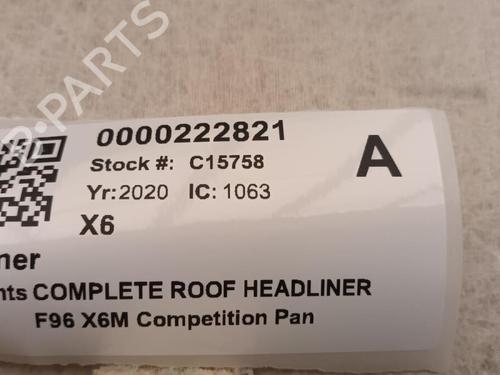 0000222821
Stock #: C15758
A
Yr: 2020 IC: 1063
X6
ner
nts COMPLETE ROOF HEADLINER
F96 X6M Competition Pan
PARTS